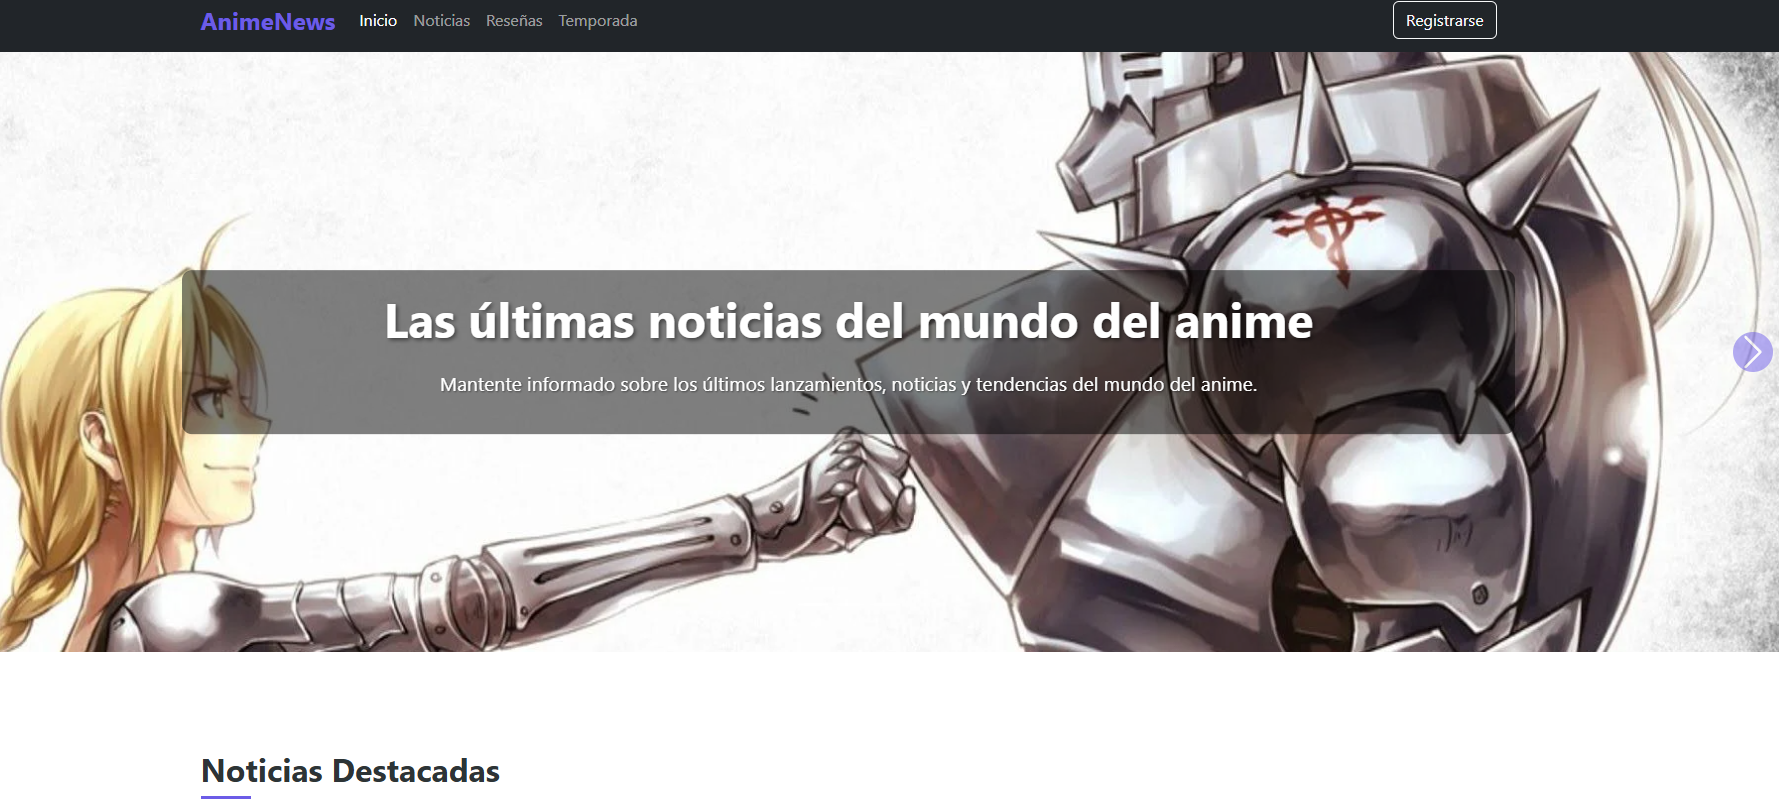 AnimeNews Inicio Noticias Reseñas Temporada Registrarse
Las últimas noticias del mundo del anime
Mantente informado sobre los últimos lanzamientos, noticias y tendencias del mundo del anime.
Noticias Destacadas